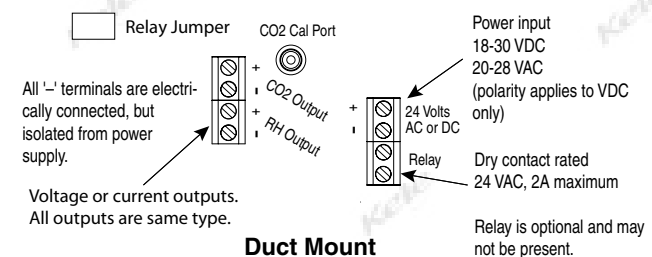 Relay Jumper
CO2 Cal Port
Power input
18-30 VDC
20-28 VAC
(polarity applies to VDC
only)
All '–' terminals are electri-
cally connected, but
isolated from power
supply.
+
CO2 Output
-
+
RH Output
-
+
24 Volts
AC or DC
-
Relay
Dry contact rated
24 VAC, 2A maximum
Voltage or current outputs.
All outputs are same type.
Relay is optional and may
not be present.
Duct Mount